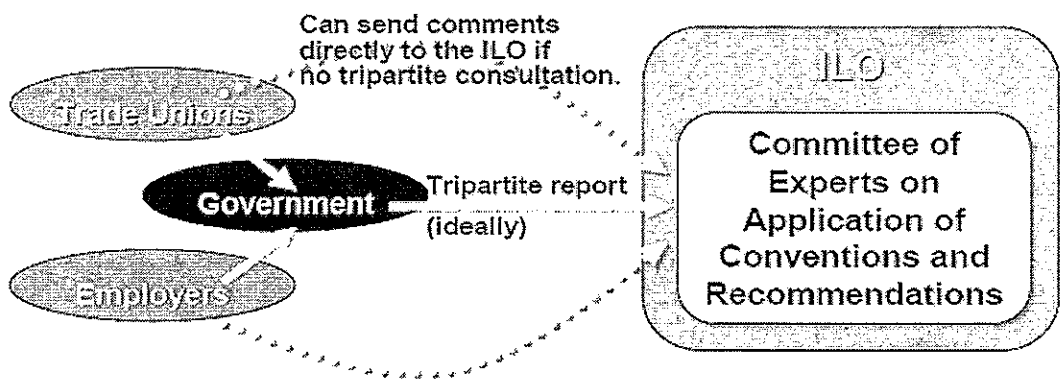 Can send comments
directly to the ILO if
no tripartite consultation.
Trade Unions
Government
Employers
Tripartite report
(ideally)
ILO
Committee of
Experts on
Application of
Conventions and
Recommendations